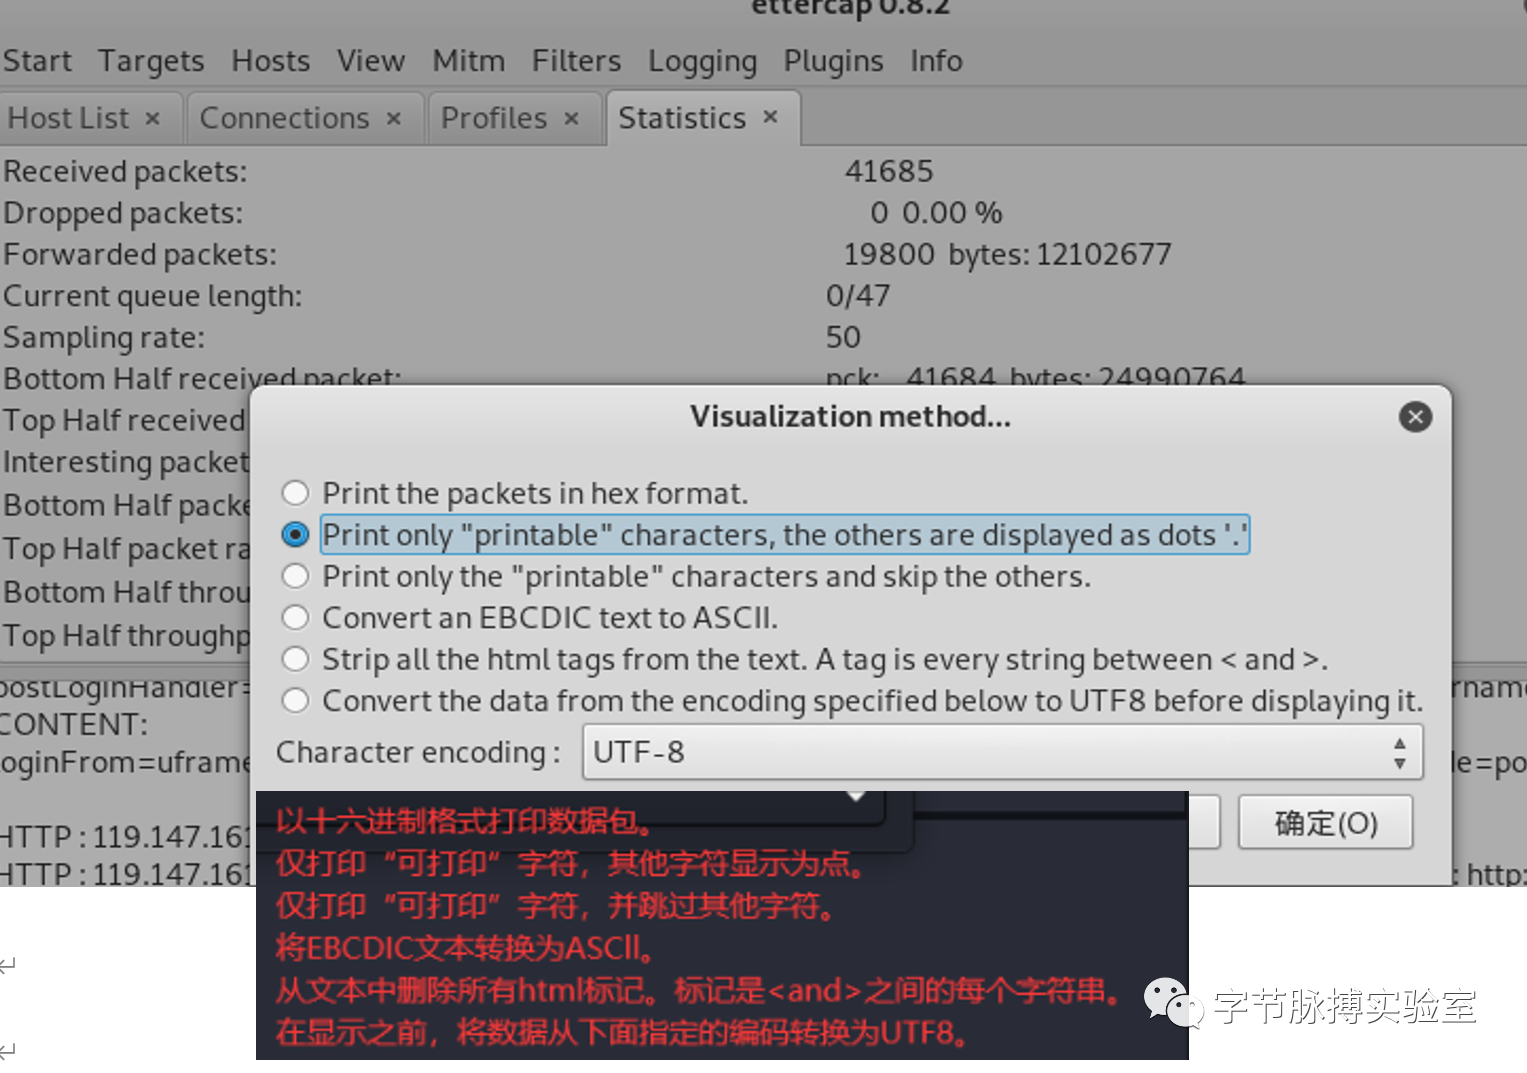 ettercap 0.8.2
Start Targets Hosts View Mitm Filters Logging Plugins Info
Host List × Connections × Profiles × Statistics ×
Received packets: 41685
Dropped packets: 0 0.00 %
Forwarded packets: 19800 bytes: 12102677
Current queue length: 0/47
Sampling rate: 50
Bottom Half received packet: pck: 41684 bytes: 24990764
Top Half received
Interesting packet
Bottom Half packe
Top Half packet ra
Bottom Half throu
Top Half throughp
Visualization method...
Print the packets in hex format.
Print only "printable" characters, the others are displayed as dots '.'
Print only the "printable" characters and skip the others.
Convert an EBCDIC text to ASCII.
Strip all the html tags from the text. A tag is every string between < and >.
Convert the data from the encoding specified below to UTF8 before displaying it.
Character encoding : UTF-8
确定(O)
postLoginHandler=
CONTENT:
oginFrom=uframe
HTTP : 119.147.161
HTTP : 119.147.161
: http:
以十六进制格式打印数据包。
仅打印“可打印”字符，其他字符显示为点。
仅打印“可打印”字符，并跳过其他字符。
将EBCDIC文本转换为ASCll。
从文本中删除所有html标记。标记是<and>之间的每个字符串。
在显示之前，将数据从下面指定的编码转换为UTF8。
字节脉搏实验室